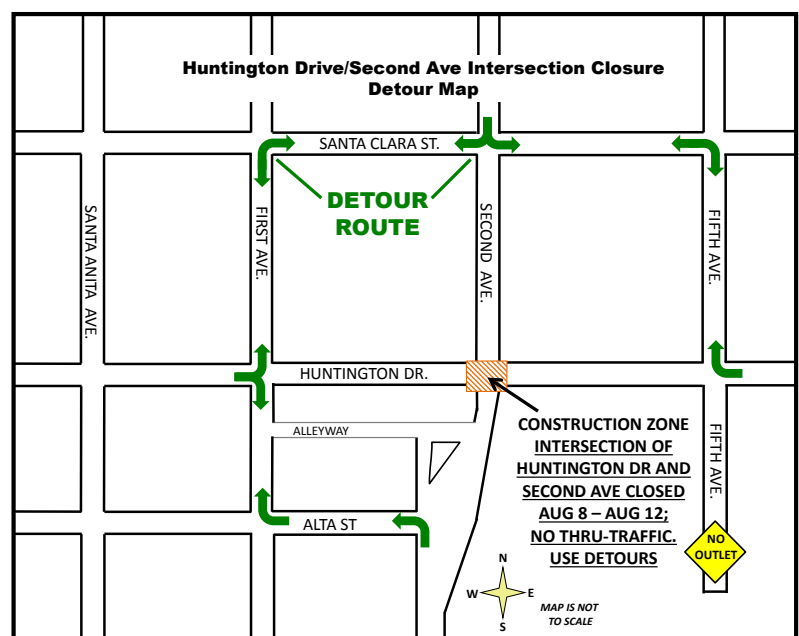 Huntington Drive/Second Ave Intersection Closure
Detour Map
SANTA CLARA ST.
DETOUR
ROUTE
SANTA ANITA AVE.
FIRST AVE.
SECOND AVE.
FIFTH AVE.
HUNTINGTON DR.
ALLEYWAY
CONSTRUCTION ZONE
INTERSECTION OF
HUNTINGTON DR AND
SECOND AVE CLOSED
AUG 8 – AUG 12;
NO THRU-TRAFFIC.
USE DETOURS
FIFTH AVE.
ALTA ST
NO
OUTLET
N
W
E
S
MAP IS NOT
TO SCALE